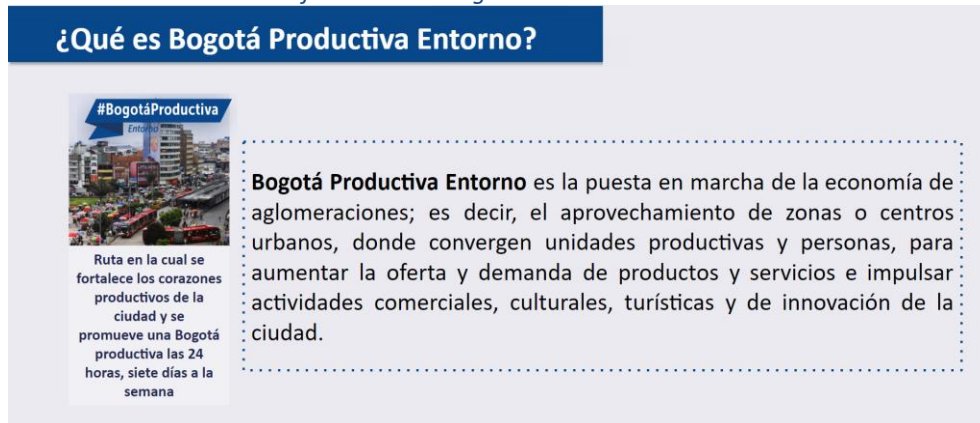 ¿Qué es Bogotá Productiva Entorno?
#BogotáProductiva
Entorno
Ruta en la cual se
fortalece los corazones
productivos de la
ciudad y se
promueve una Bogotá
productiva las 24
horas, siete días a la
semana
Bogotá Productiva Entorno es la puesta en marcha de la economía de
aglomeraciones; es decir, el aprovechamiento de zonas o centros
urbanos, donde convergen unidades productivas y personas, para
aumentar la oferta y demanda de productos y servicios e impulsar
actividades comerciales, culturales, turísticas y de innovación de la
ciudad.